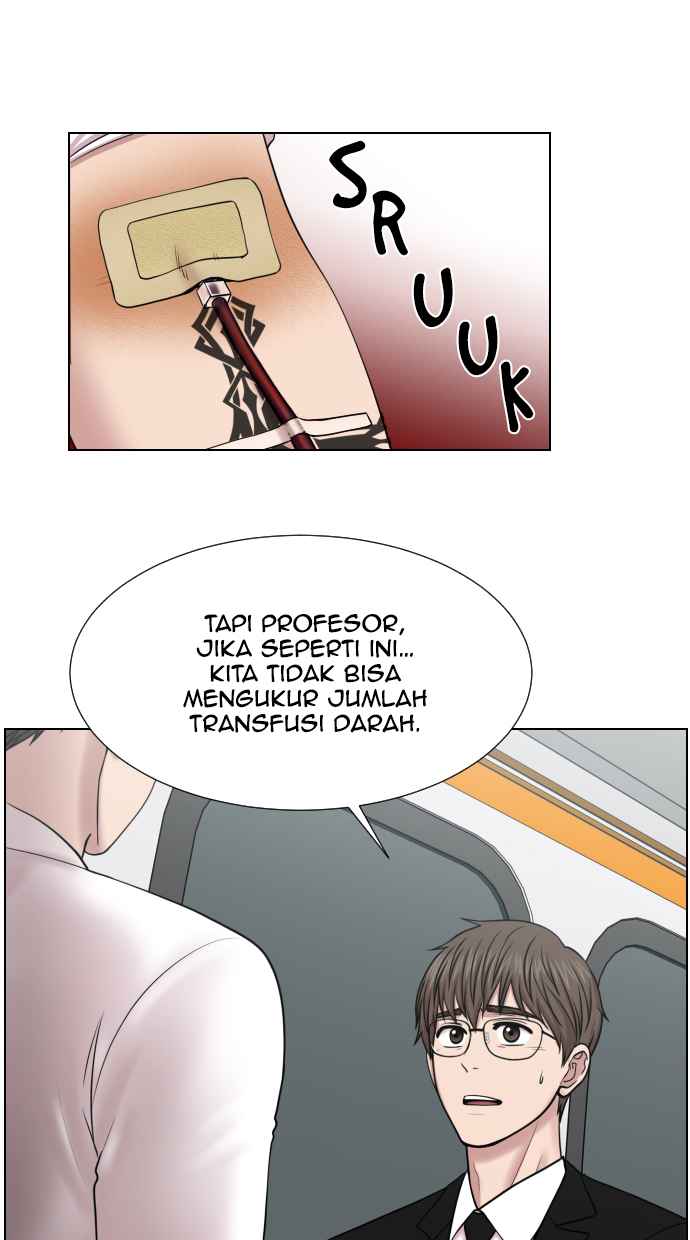 SRUUK
TAPI PROFESOR,
JIKA SEPERTI INI...
KITA TIDAK BISA
MENGUKUR JUMLAH
TRANSFUSI DARAH.